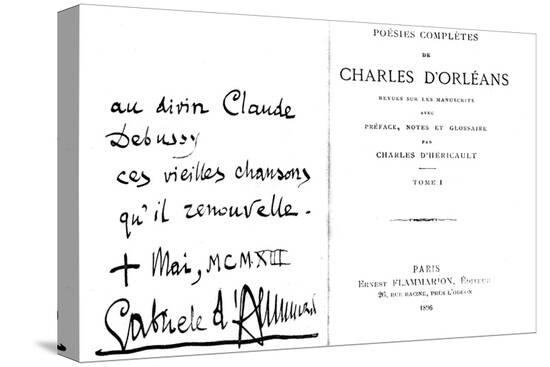 au divin Claude
Debussy
ces vieilles chansons
qu'il renouvelle.
+ Mai, MCMXIII
Gabriele d'Annunzio
POÉSIES COMPLÈTES
DE
CHARLES D'ORLÉANS
REVUES SUR LES MANUSCRITS
AVEC
PRÉFACE, NOTES ET GLOSSAIRE
PAR
CHARLES D'HÉRICAULT
TOME I
PARIS
ERNEST FLAMMARION, ÉDITEUR
26, RUE RACINE, PRÈS L'ODÉON
1896